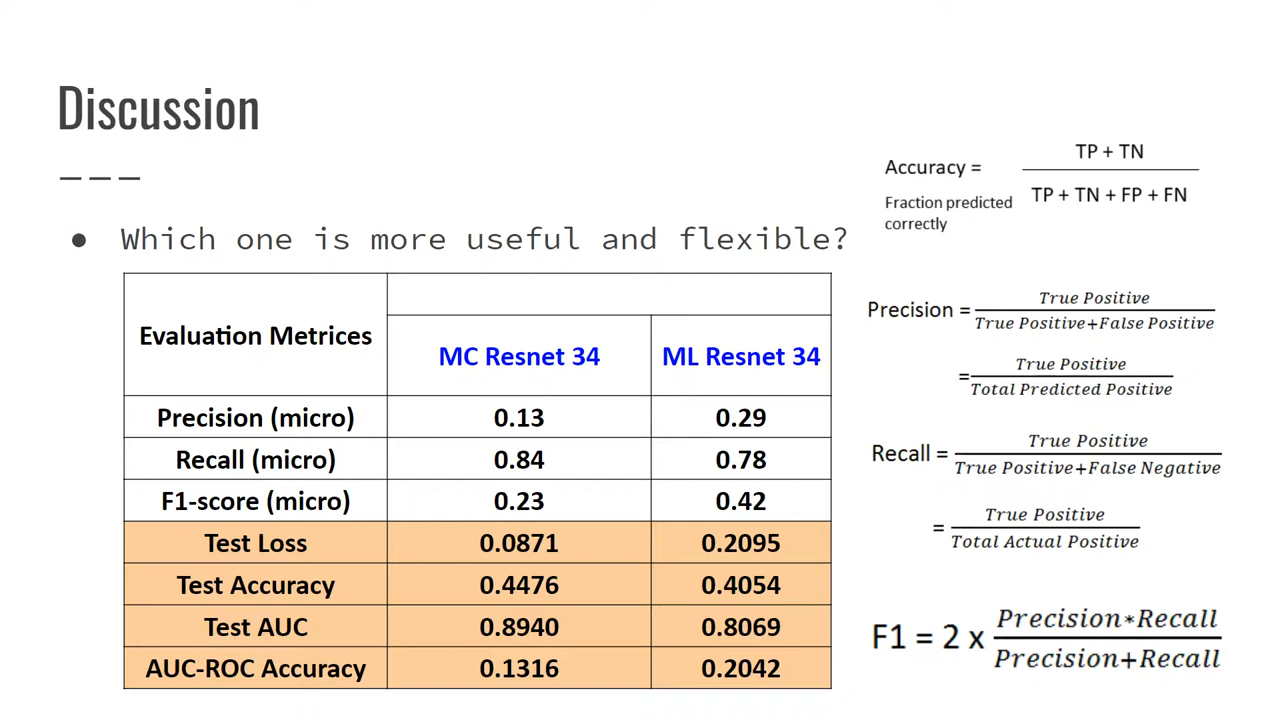 Discussion
– – –
● Which one is more useful and flexible?
Evaluation Metrices
MC Resnet 34 ML Resnet 34
Precision (micro) 0.13 0.29
Recall (micro) 0.84 0.78
F1-score (micro) 0.23 0.42
Test Loss 0.0871 0.2095
Test Accuracy 0.4476 0.4054
Test AUC 0.8940 0.8069
AUC-ROC Accuracy 0.1316 0.2042
TP + TN
Accuracy =
TP + TN + FP + FN
Fraction predicted
correctly
True Positive
Precision =
True Positive+False Positive
True Positive
=
Total Predicted Positive
True Positive
Recall =
True Positive+False Negative
True Positive
=
Total Actual Positive
Precision*Recall
F1 = 2 x
Precision+Recall